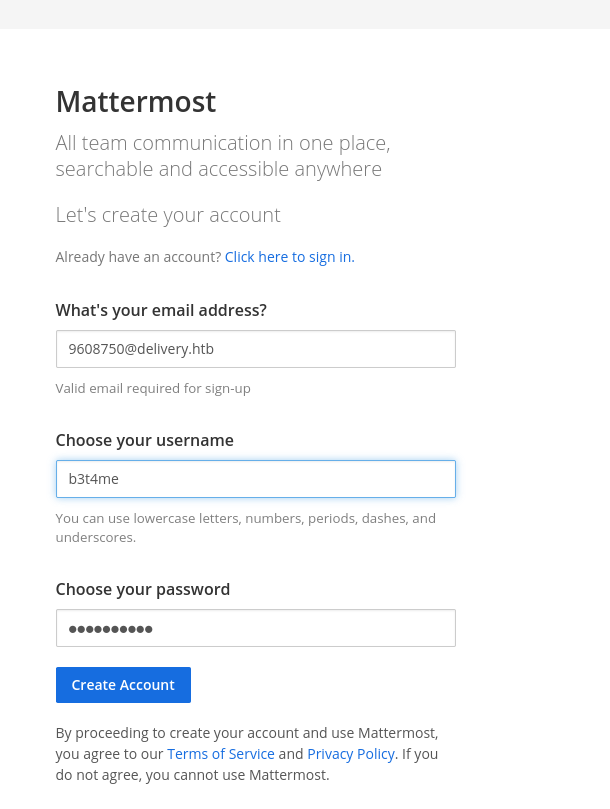 Mattermost
All team communication in one place,
searchable and accessible anywhere
Let's create your account
Already have an account? Click here to sign in.
What's your email address?
9608750@delivery.htb
Valid email required for sign-up
Choose your username
b3t4me
You can use lowercase letters, numbers, periods, dashes, and
underscores.
Choose your password
●●●●●●●●●●
Create Account
By proceeding to create your account and use Mattermost,
you agree to our Terms of Service and Privacy Policy. If you
do not agree, you cannot use Mattermost.